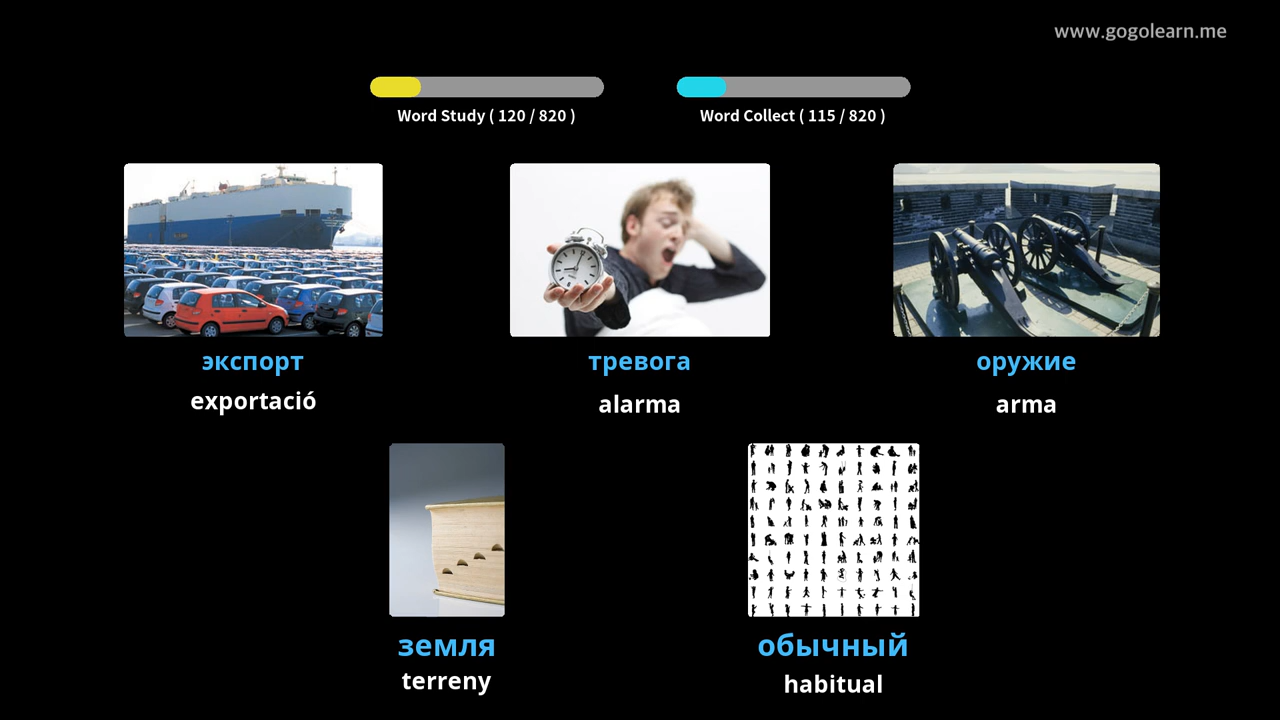 www.gogolearn.me
Word Study ( 120 / 820 )
Word Collect ( 115 / 820 )
экспорт
exportació
тревога
alarma
оружие
arma
земля
terreny
обычный
habitual